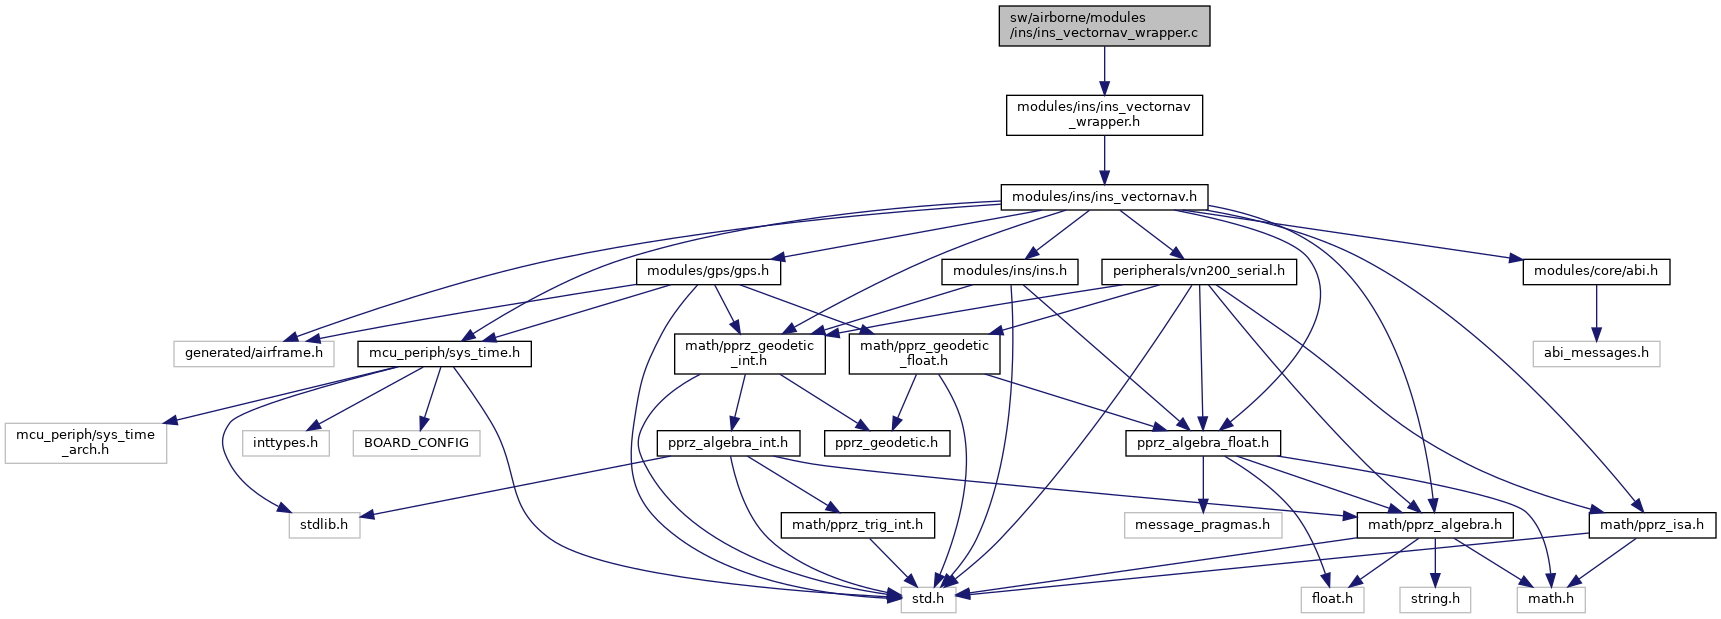 sw/airborne/modules
/ins/ins_vectornav_wrapper.c
modules/ins/ins_vectornav
_wrapper.h
modules/ins/ins_vectornav.h
modules/gps/gps.h
modules/ins/ins.h
peripherals/vn200_serial.h
modules/core/abi.h
generated/airframe.h
mcu_periph/sys_time.h
math/pprz_geodetic
_int.h
math/pprz_geodetic
_float.h
abi_messages.h
mcu_periph/sys_time
_arch.h
inttypes.h
BOARD_CONFIG
pprz_algebra_int.h
pprz_geodetic.h
pprz_algebra_float.h
stdlib.h
math/pprz_trig_int.h
message_pragmas.h
math/pprz_algebra.h
math/pprz_isa.h
std.h
float.h
string.h
math.h